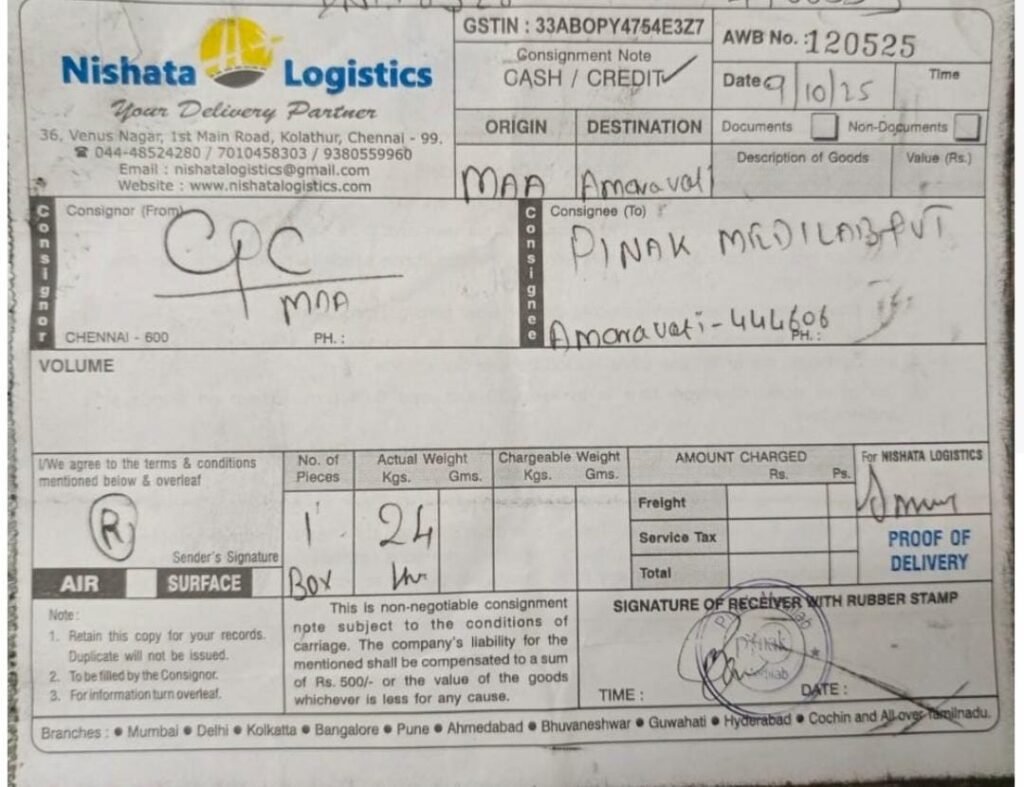 Nishata Logistics
Your Delivery Partner
36, Venus Nagar, 1st Main Road, Kolathur, Chennai - 99.
☎ 044-48524280 / 7010458303 / 9380559960
Email : nishatalogistics@gmail.com
Website : www.nishatalogistics.com
GSTIN : 33ABOPY4754E3Z7
Consignment Note
CASH / CREDIT ✓
AWB No. : 120525
Date 9/10/25
Time
ORIGIN
DESTINATION
MAA
Amaravati
Documents
Non-Documents
Description of Goods
Value (Rs.)
Consignor
Consignor (From)
CPC
MAA
CHENNAI - 600
PH. :
Consignee
Consignee (To)
PINAK MEDILAB PVT
Amaravati - 444606
PH. :
VOLUME
I/We agree to the terms & conditions
mentioned below & overleaf
R
Sender's Signature
AIR
SURFACE
No. of
Pieces
1
Box
Actual Weight
Kgs. Gms.
24
Chargeable Weight
Kgs. Gms.
AMOUNT CHARGED
Rs. Ps.
Freight
Service Tax
Total
For NISHATA LOGISTICS
PROOF OF
DELIVERY
Note :
1. Retain this copy for your records.
Duplicate will not be issued.
2. To be filled by the Consignor.
3. For information turn overleaf.
This is non-negotiable consignment
note subject to the conditions of
carriage. The company's liability for the
mentioned shall be compensated to a sum
of Rs. 500/- or the value of the goods
whichever is less for any cause.
SIGNATURE OF RECEIVER WITH RUBBER STAMP
Pinak
TIME :
DATE :
Branches : ● Mumbai ● Delhi ● Kolkatta ● Bangalore ● Pune ● Ahmedabad ● Bhuvaneshwar ● Guwahati ● Hyderabad ● Cochin and All over Tamilnadu.